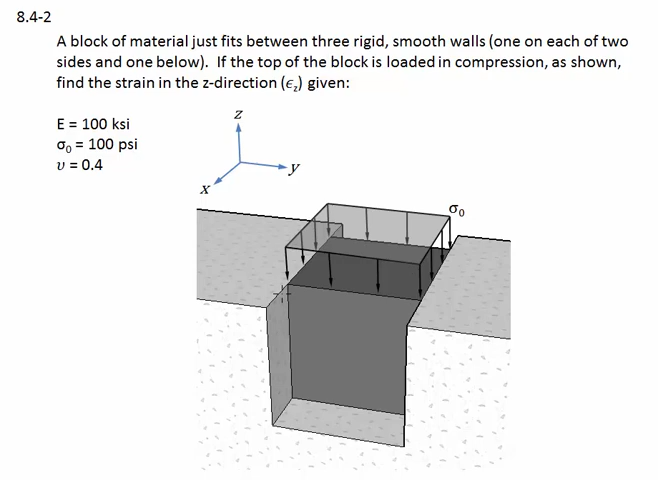 8.4-2
A block of material just fits between three rigid, smooth walls (one on each of two
sides and one below). If the top of the block is loaded in compression, as shown,
find the strain in the z-direction (ϵz) given:
E = 100 ksi
σ0 = 100 psi
υ = 0.4
z
y
x
σ0